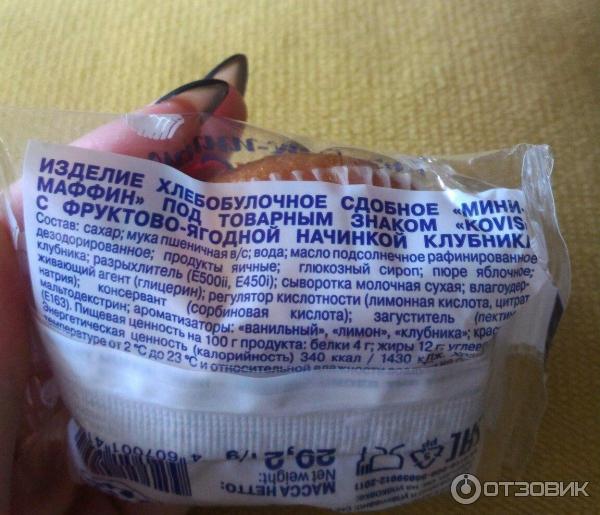 ИЗДЕЛИЕ ХЛЕБОБУЛОЧНОЕ СДОБНОЕ «МИНИ-
МАФФИН» ПОД ТОВАРНЫМ ЗНАКОМ «KOVIS
С ФРУКТОВО-ЯГОДНОЙ НАЧИНКОЙ КЛУБНИКА
Состав: сахар; мука пшеничная в/с; вода; масло подсолнечное рафинированное
дезодорированное; продукты яичные; глюкозный сироп; пюре яблочное;
клубника; разрыхлитель (Е500ii, Е450i); сыворотка молочная сухая; влагоудер-
живающий агент (глицерин); регулятор кислотности (лимонная кислота, цитрат
натрия); консервант (сорбиновая кислота); загуститель
мальтодекстрин; ароматизаторы: «ванильный», «лимон», «клубника»;
(Е163). Пищевая ценность на 100 г продукта: белки 4 г; жиры 12 г;
Энергетическая ценность (калорийность) 340 ккал / 1430
температуре от 2 °С до 23 °С и относительной влажности
МАССА НЕТТО:
Net weight:
29,2
ОТЗОВИК